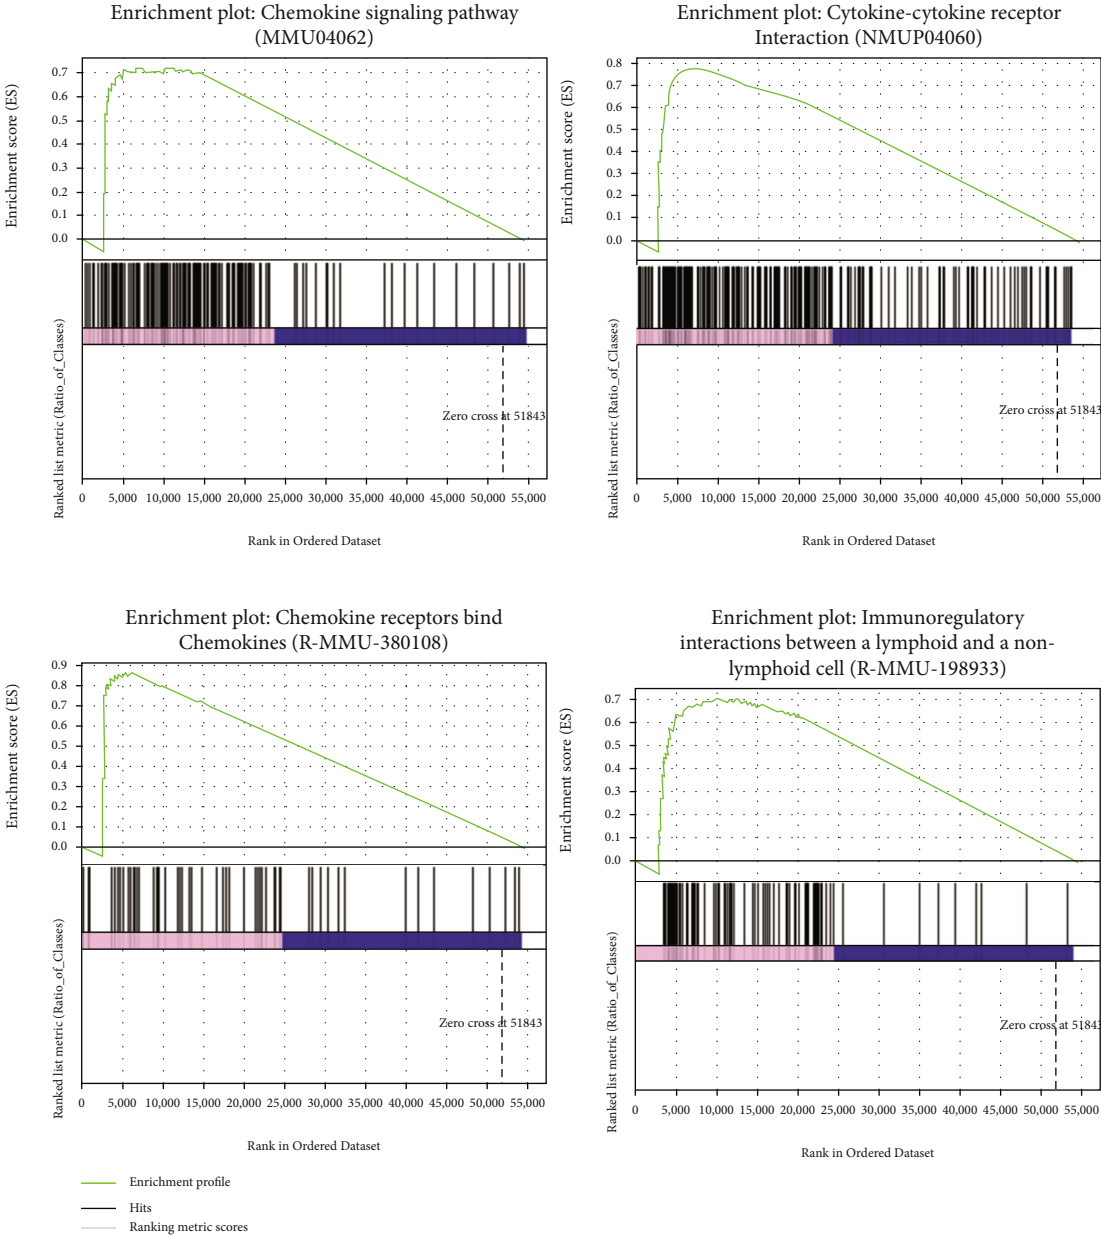 Enrichment plot: Chemokine signaling pathway
(MMU04062)
Enrichment score (ES)
0.7
0.6
0.5
0.4
0.3
0.2
0.1
0.0
Ranked list metric (Ratio_of_Classes)
Zero cross at 51843
0 5,000 10,000 15,000 20,000 25,000 30,000 35,000 40,000 45,000 50,000 55,000
Rank in Ordered Dataset
Enrichment plot: Cytokine-cytokine receptor
Interaction (NMUP04060)
Enrichment score (ES)
0.8
0.7
0.6
0.5
0.4
0.3
0.2
0.1
0.0
Ranked list metric (Ratio_of_Classes)
Zero cross at 51843
0 5,000 10,000 15,000 20,000 25,000 30,000 35,000 40,000 45,000 50,000 55,000
Rank in Ordered Dataset
Enrichment plot: Chemokine receptors bind
Chemokines (R-MMU-380108)
Enrichment score (ES)
0.9
0.8
0.7
0.6
0.5
0.4
0.3
0.2
0.1
0.0
Ranked list metric (Ratio_of_Classes)
Zero cross at 51843
0 5,000 10,000 15,000 20,000 25,000 30,000 35,000 40,000 45,000 50,000 55,000
Rank in Ordered Dataset
Enrichment plot: Immunoregulatory
interactions between a lymphoid and a non-
lymphoid cell (R-MMU-198933)
Enrichment score (ES)
0.7
0.6
0.5
0.4
0.3
0.2
0.1
0.0
Ranked list metric (Ratio_of_Classes)
Zero cross at 51843
0 5,000 10,000 15,000 20,000 25,000 30,000 35,000 40,000 45,000 50,000 55,000
Rank in Ordered Dataset
Enrichment profile
Hits
Ranking metric scores